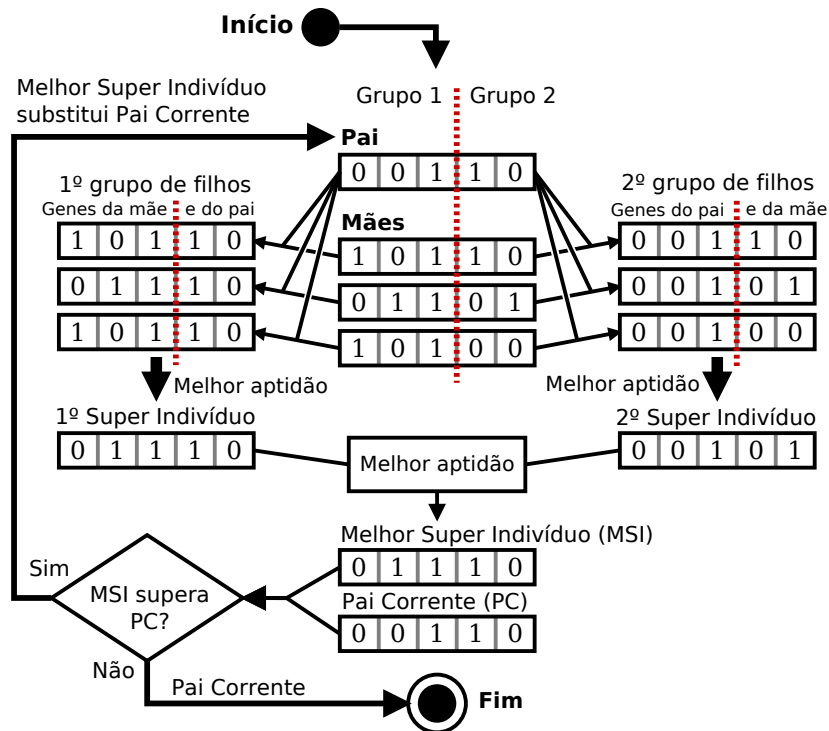 Início
Melhor Super Indivíduo
substitui Pai Corrente
Grupo 1 Grupo 2
Pai
0 0 1 1 0
1º grupo de filhos
Genes da mãe e do pai
1 0 1 1 0
0 1 1 1 0
1 0 1 1 0
Mães
1 0 1 1 0
0 1 1 0 1
1 0 1 0 0
2º grupo de filhos
Genes do pai e da mãe
0 0 1 1 0
0 0 1 0 1
0 0 1 0 0
Melhor aptidão
Melhor aptidão
1º Super Indivíduo
0 1 1 1 0
2º Super Indivíduo
0 0 1 0 1
Melhor aptidão
Melhor Super Indivíduo (MSI)
0 1 1 1 0
Pai Corrente (PC)
0 0 1 1 0
Sim
MSI supera
PC?
Não
Pai Corrente
Fim